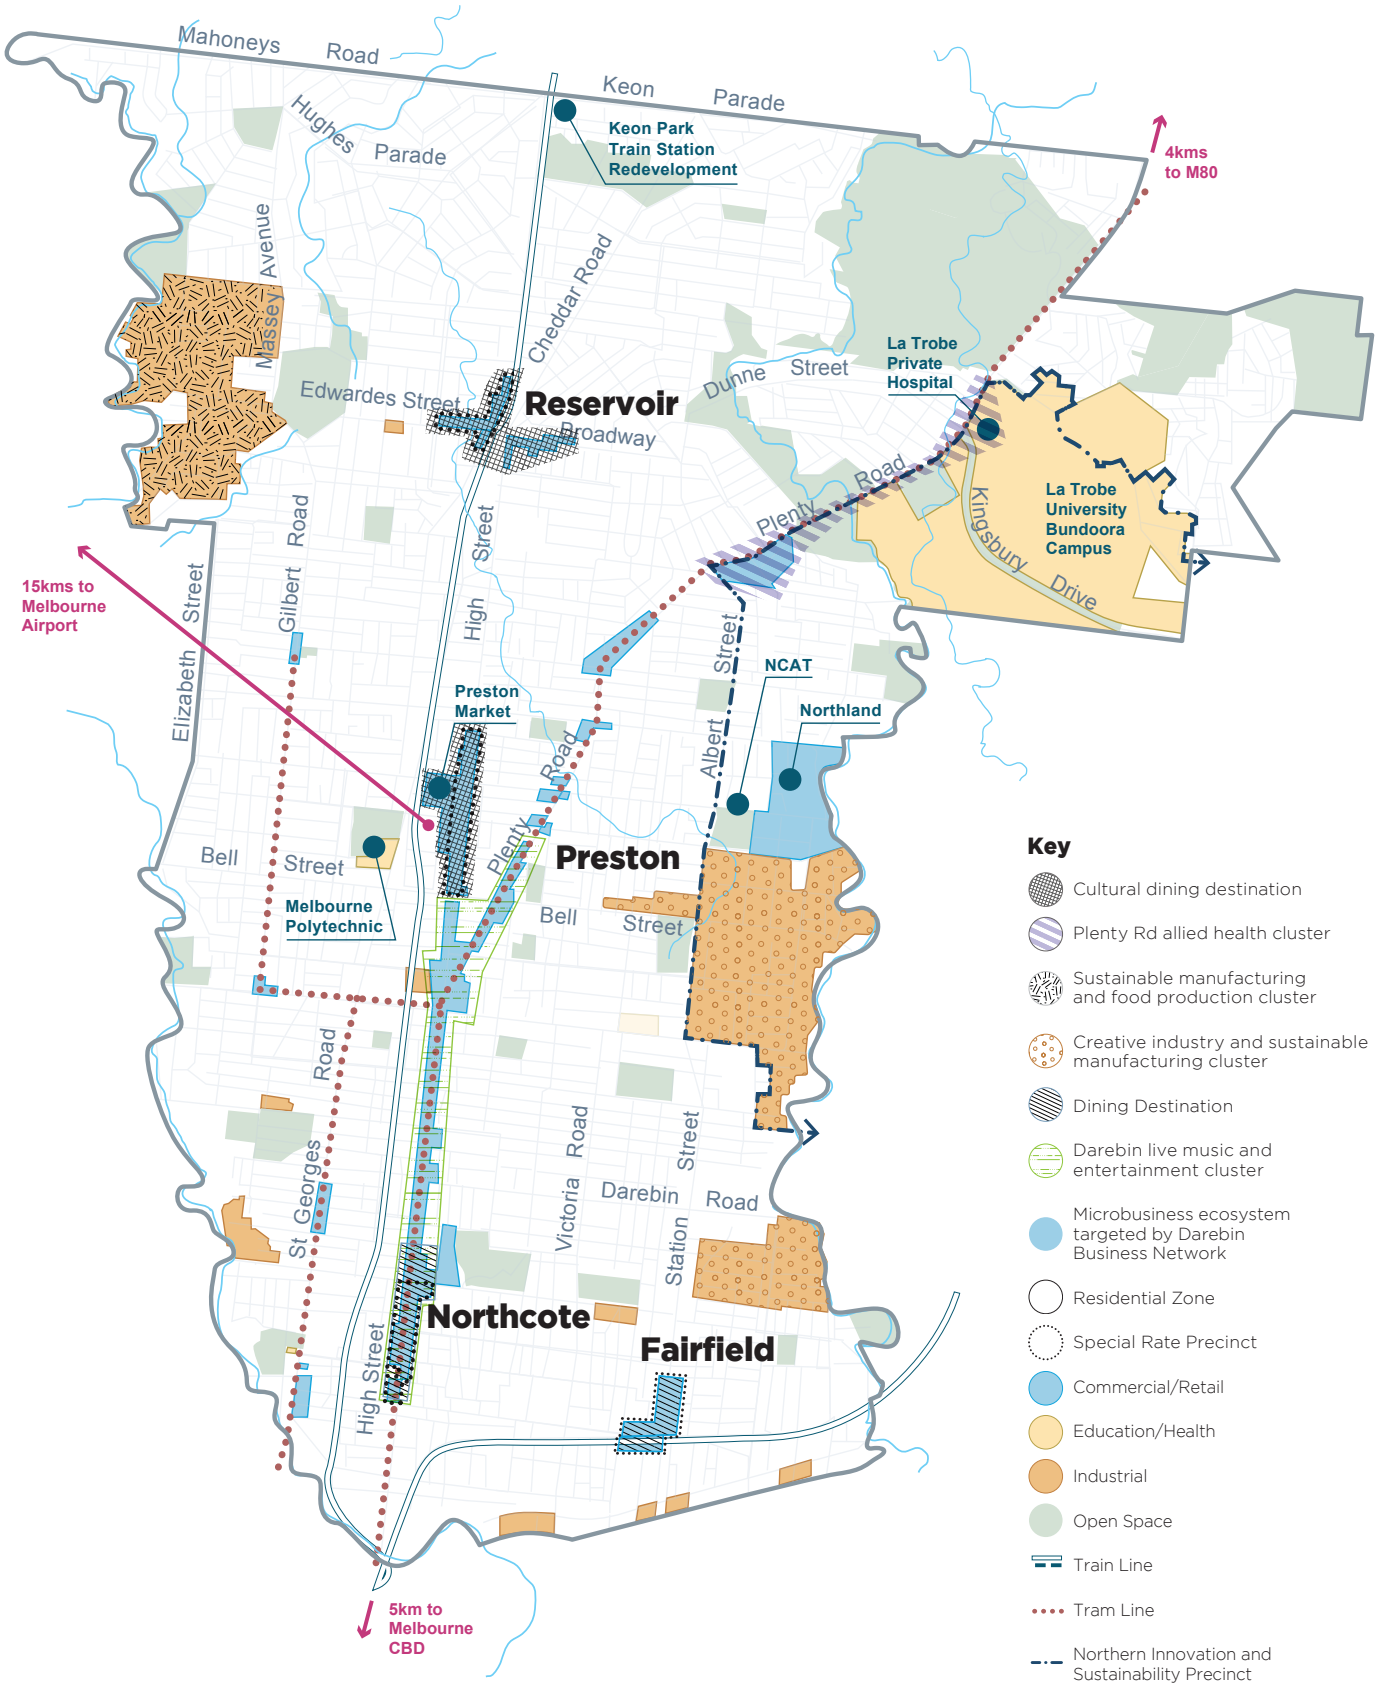 Mahoneys Road
Keon Parade
Hughes Parade
Keon Park
Train Station
Redevelopment
4kms
to M80
Massey Avenue
Cheddar Road
La Trobe
Private
Hospital
Dunne Street
Edwardes Street
Reservoir
Broadway
Plenty Road
La Trobe
University
Bundoora
Campus
Kingsbury Drive
Gilbert Road
High Street
15kms to
Melbourne
Airport
Elizabeth Street
Albert Street
NCAT
Northland
Preston
Market
Plenty Road
Bell Street
Preston
Melbourne
Polytechnic
Bell Street
St Georges Road
Victoria Road
Station Street
Darebin Road
Northcote
Fairfield
High Street
5km to
Melbourne
CBD
Key
Cultural dining destination
Plenty Rd allied health cluster
Sustainable manufacturing
and food production cluster
Creative industry and sustainable
manufacturing cluster
Dining Destination
Darebin live music and
entertainment cluster
Microbusiness ecosystem
targeted by Darebin
Business Network
Residential Zone
Special Rate Precinct
Commercial/Retail
Education/Health
Industrial
Open Space
Train Line
Tram Line
Northern Innovation and
Sustainability Precinct